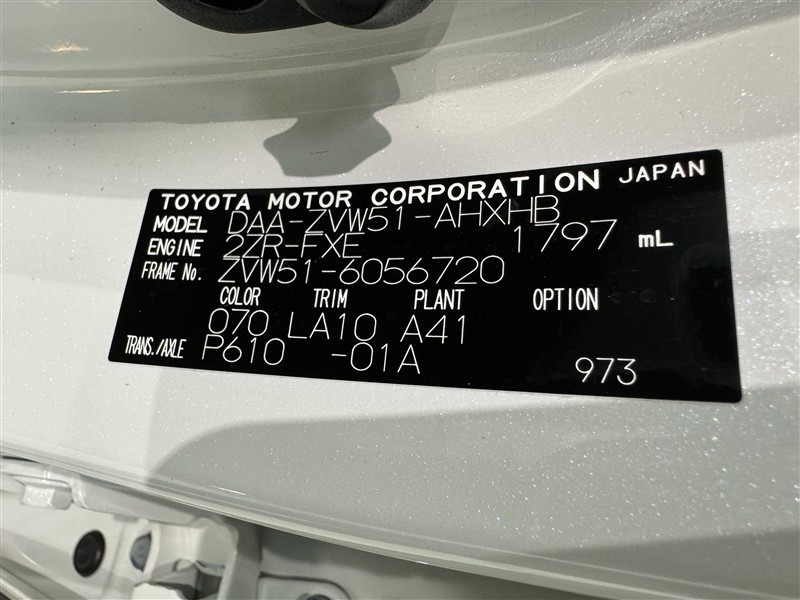 TOYOTA MOTOR CORPORATION JAPAN
MODEL DAA-ZVW51-AHXHB
ENGINE 2ZR-FXE 1797 mL
FRAME No. ZVW51-6056720
COLOR TRIM PLANT OPTION
070 LA10 A41
TRANS./AXLE P610 -01A 973